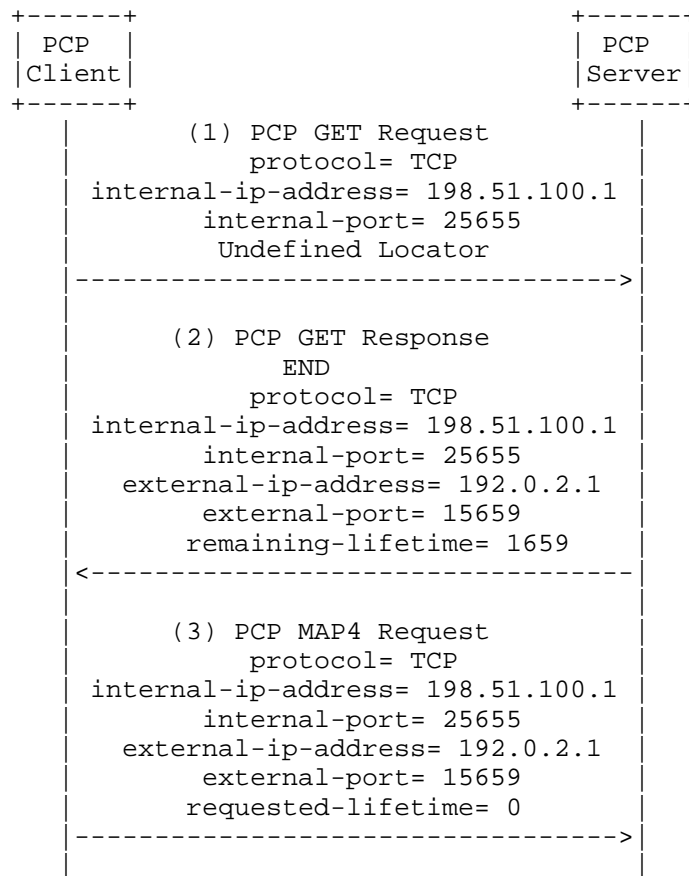 PCP PCP
Client Server
(1) PCP GET Request
protocol= TCP
internal-ip-address= 198.51.100.1
internal-port= 25655
Undefined Locator
(2) PCP GET Response
END
protocol= TCP
internal-ip-address= 198.51.100.1
internal-port= 25655
external-ip-address= 192.0.2.1
external-port= 15659
remaining-lifetime= 1659
(3) PCP MAP4 Request
protocol= TCP
internal-ip-address= 198.51.100.1
internal-port= 25655
external-ip-address= 192.0.2.1
external-port= 15659
requested-lifetime= 0